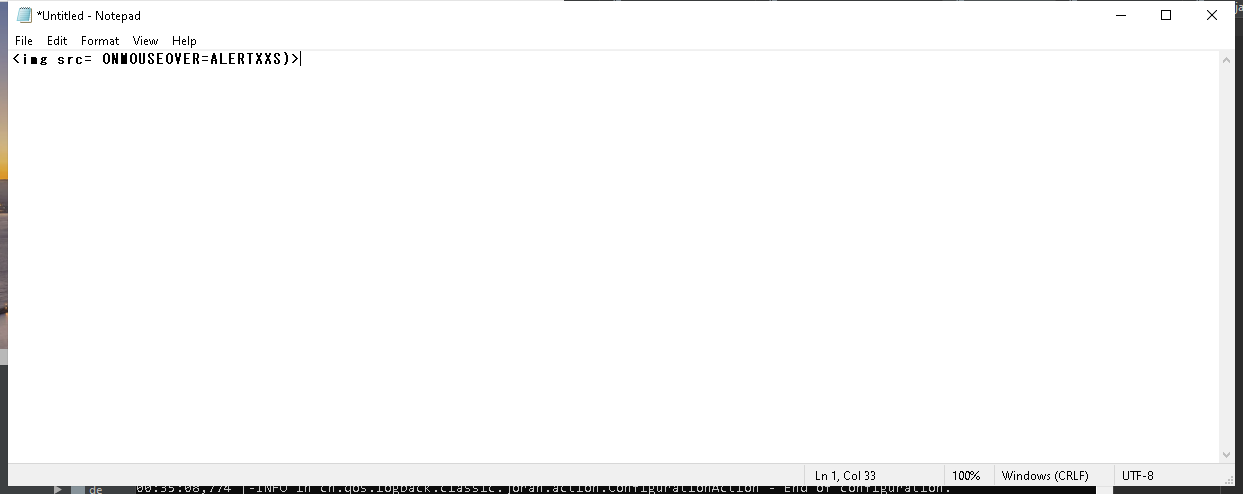 *Untitled - Notepad
File Edit Format View Help
<img src= ONMOUSEOVER=ALERTXXS)>
Ln 1, Col 33 100% Windows (CRLF) UTF-8
de 00:35:08,774 |-INFO in ch.qos.logback.classic.joran.action.ConfigurationAction - End of configuration.